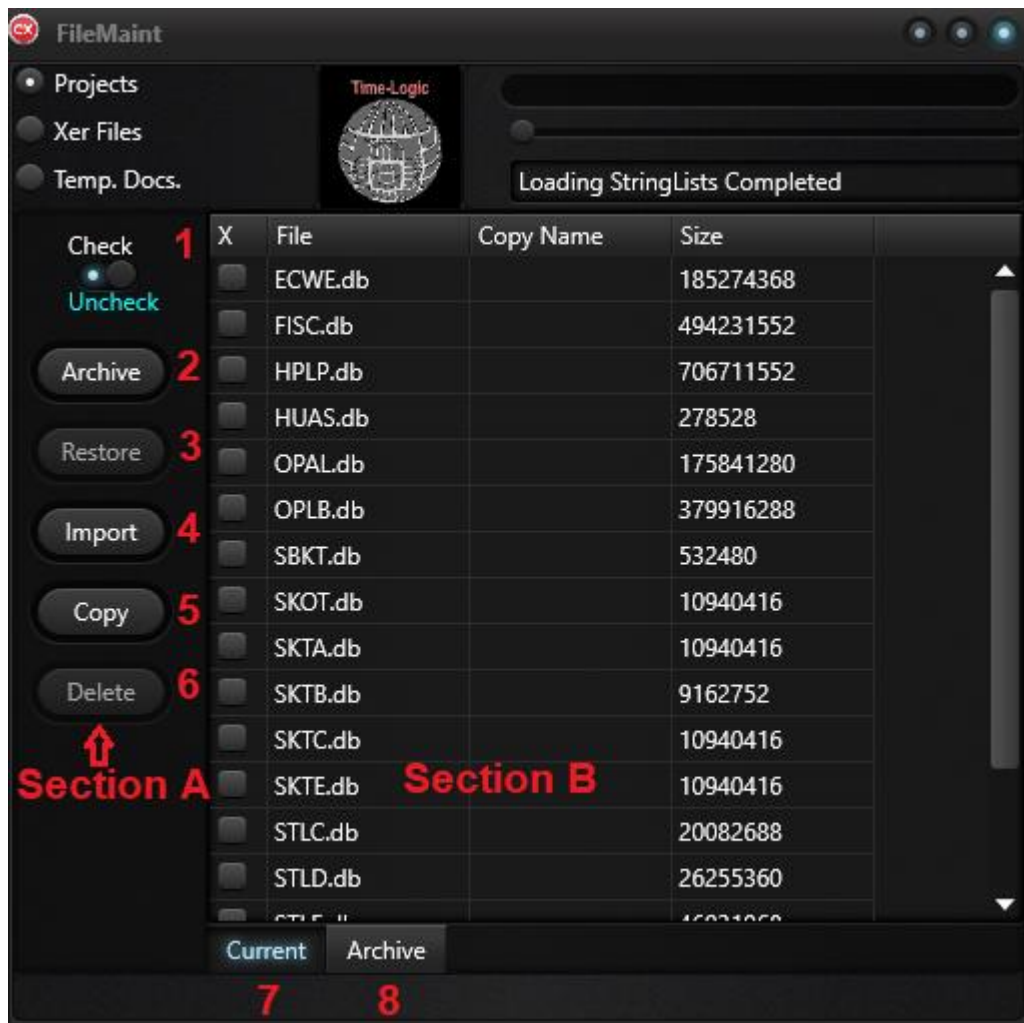 FileMaint
Projects
Xer Files
Temp. Docs.
Time-Logic
Loading StringLists Completed
Check 1
Uncheck
Archive 2
Restore 3
Import 4
Copy 5
Delete 6
Section A
X File Copy Name Size
ECWE.db 185274368
FISC.db 494231552
HPLP.db 706711552
HUAS.db 278528
OPAL.db 175841280
OPLB.db 379916288
SBKT.db 532480
SKOT.db 10940416
SKTA.db 10940416
SKTB.db 9162752
SKTC.db 10940416
SKTE.db 10940416
Section B
STLC.db 20082688
STLD.db 26255360
Current Archive
7 8